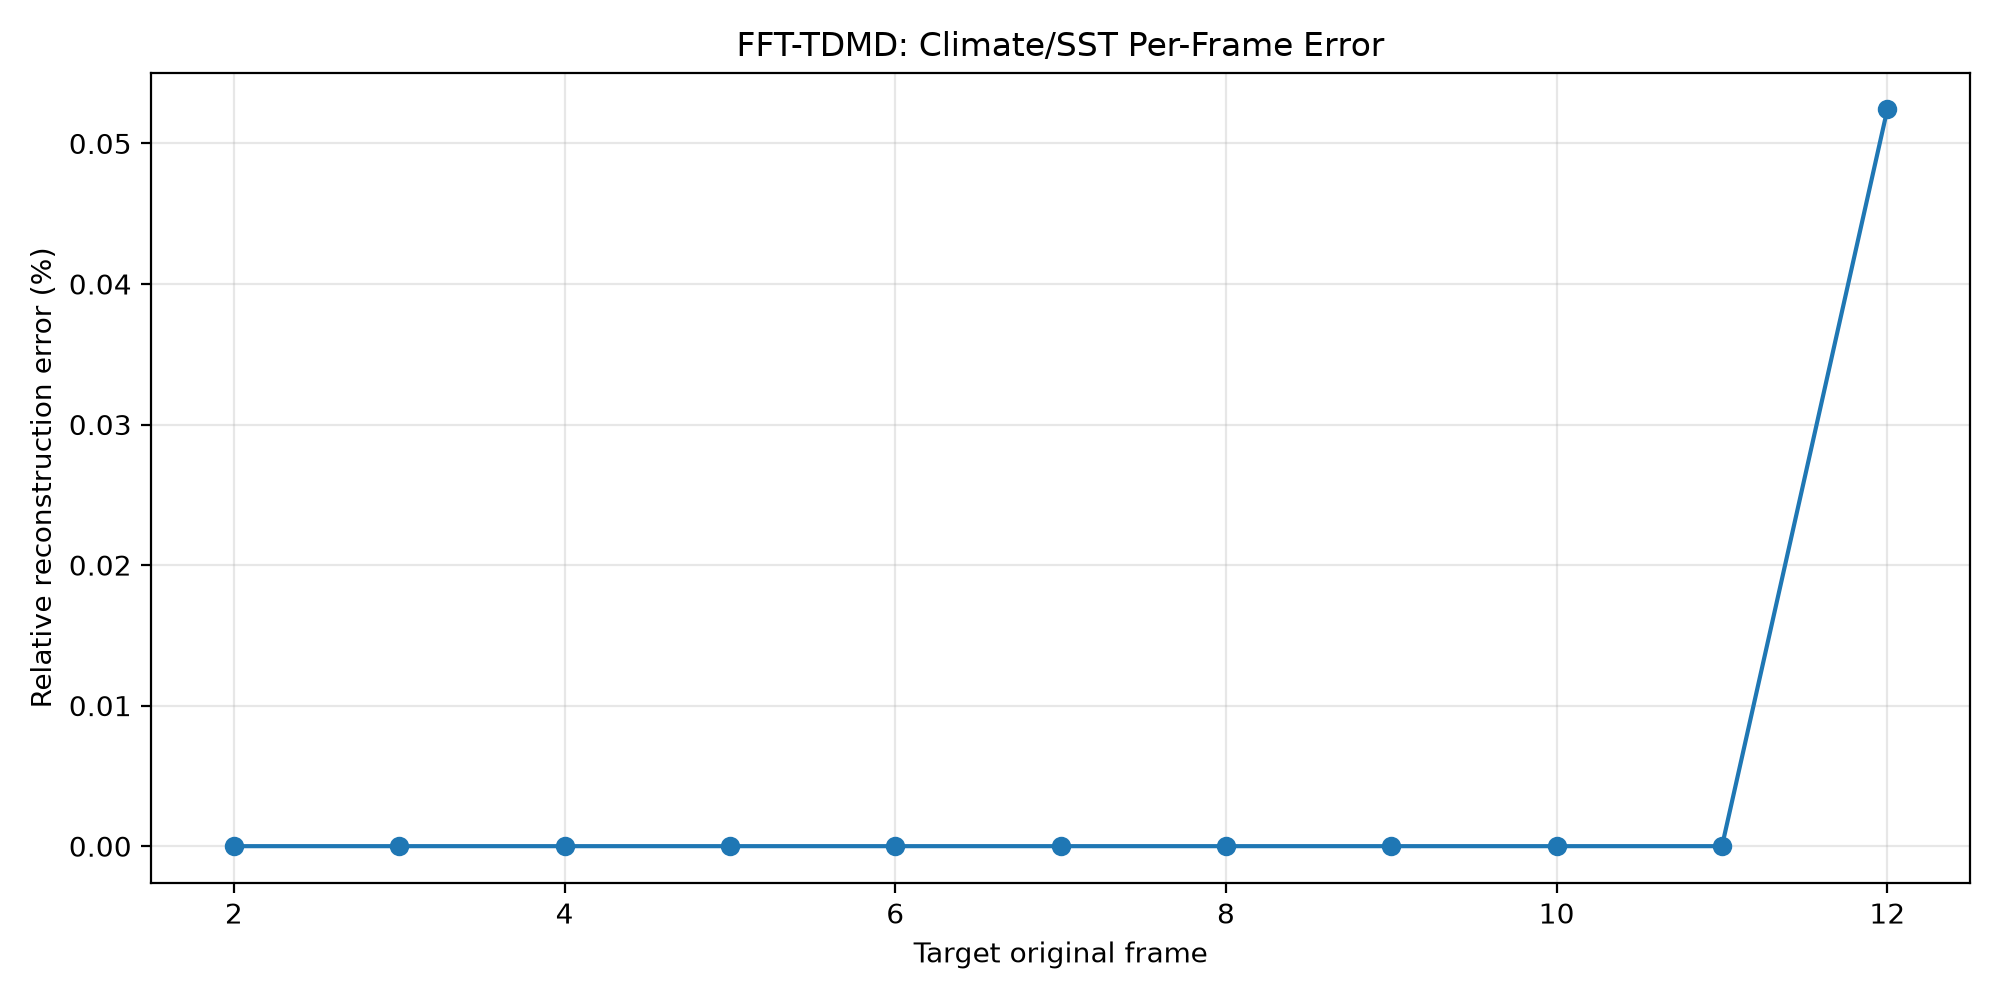 FFT-TDMD: Climate/SST Per-Frame Error
Relative reconstruction error (%)
0.05
0.04
0.03
0.02
0.01
0.00
2 4 6 8 10 12
Target original frame